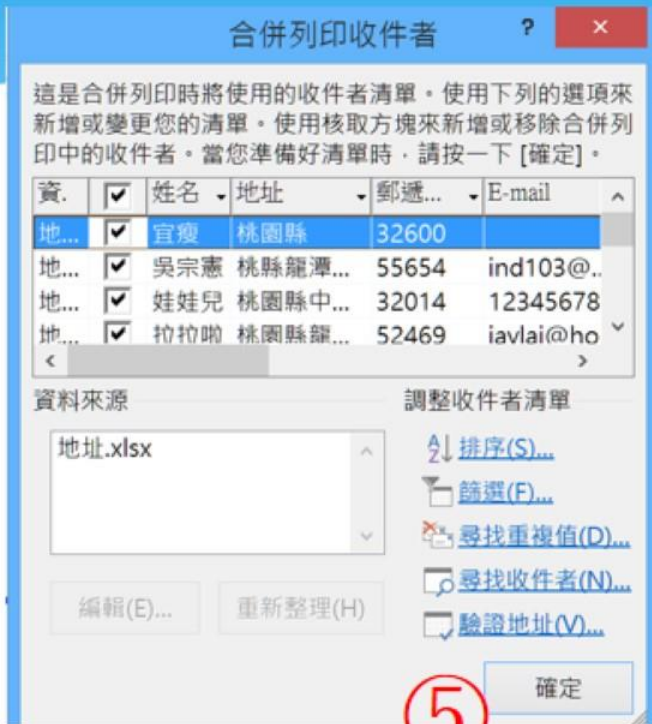 合併列印收件者 ? ×
這是合併列印時將使用的收件者清單。使用下列的選項來
新增或變更您的清單。使用核取方塊來新增或移除合併列
印中的收件者。當您準備好清單時，請按一下 [確定]。
資. 姓名 地址 郵遞... E-mail
地... 宜瘦 桃園縣 32600
地... 吳宗憲 桃縣龍潭... 55654 ind103@..
地... 娃娃兒 桃園縣中... 32014 12345678
地... 拉拉啦 桃園縣龍... 52469 javlai@ho
資料來源 調整收件者清單
地址.xlsx
排序(S)...
篩選(F)...
尋找重複值(D)...
尋找收件者(N)...
驗證地址(V)...
編輯(E)... 重新整理(H)
⑤ 確定